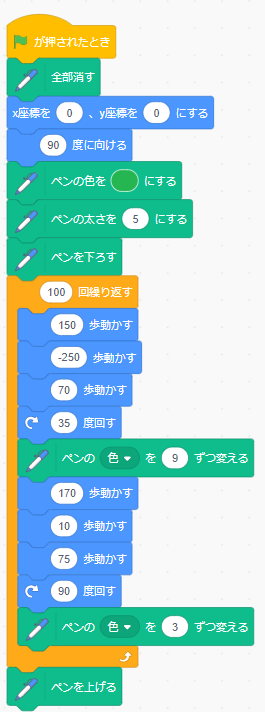 が押されたとき
全部消す
x座標を 0 、y座標を 0 にする
90 度に向ける
ペンの色を にする
ペンの太さを 5 にする
ペンを下ろす
100 回繰り返す
150 歩動かす
-250 歩動かす
70 歩動かす
35 度回す
ペンの 色 を 9 ずつ変える
170 歩動かす
10 歩動かす
75 歩動かす
90 度回す
ペンの 色 を 3 ずつ変える
ペンを上げる